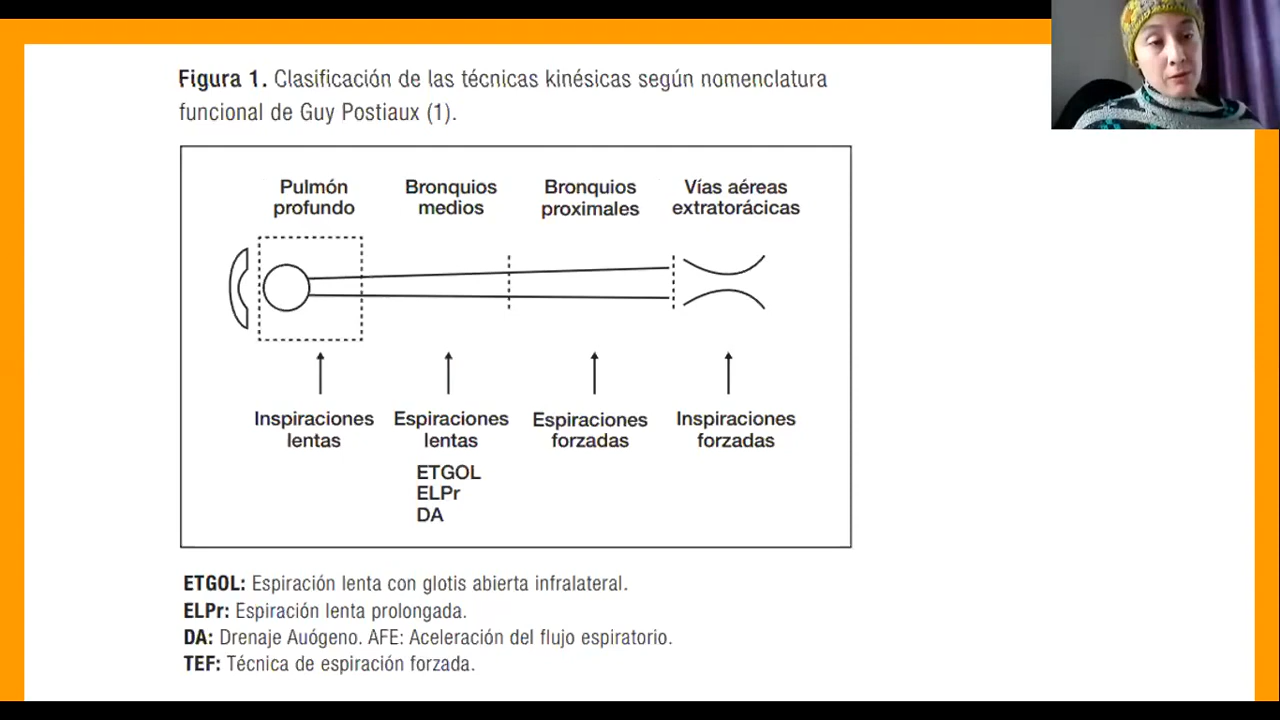 Figura 1. Clasificación de las técnicas kinésicas según nomenclatura
funcional de Guy Postiaux (1).
Pulmón profundo
Bronquios medios
Bronquios proximales
Vías aéreas extratorácicas
Inspiraciones lentas
Espiraciones lentas
Espiraciones forzadas
Inspiraciones forzadas
ETGOL
ELPr
DA
ETGOL: Espiración lenta con glotis abierta infralateral.
ELPr: Espiración lenta prolongada.
DA: Drenaje Auógeno. AFE: Aceleración del flujo espiratorio.
TEF: Técnica de espiración forzada.